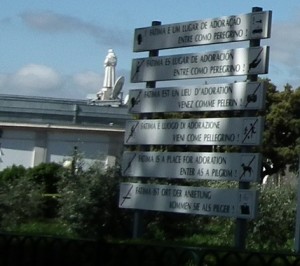 FATIMA É UM LUGAR DE ADORAÇÃO
ENTRE COMO PEREGRINO !
FATIMA ES LUGAR DE ADORACIÓN
ENTRE COMO PEREGRINO !
FATIMA EST UN LIEU D'ADORATION
VENEZ COMME PELERIN !
FATIMA È LUOGO DI ADORAZIONE
VIENI COME PELLEGRINO !
FATIMA IS A PLACE FOR ADORATION
ENTER AS A PILGRIM !
FATIMA IST ORT DER ANBETUNG
KOMMEN SIE ALS PILGER !